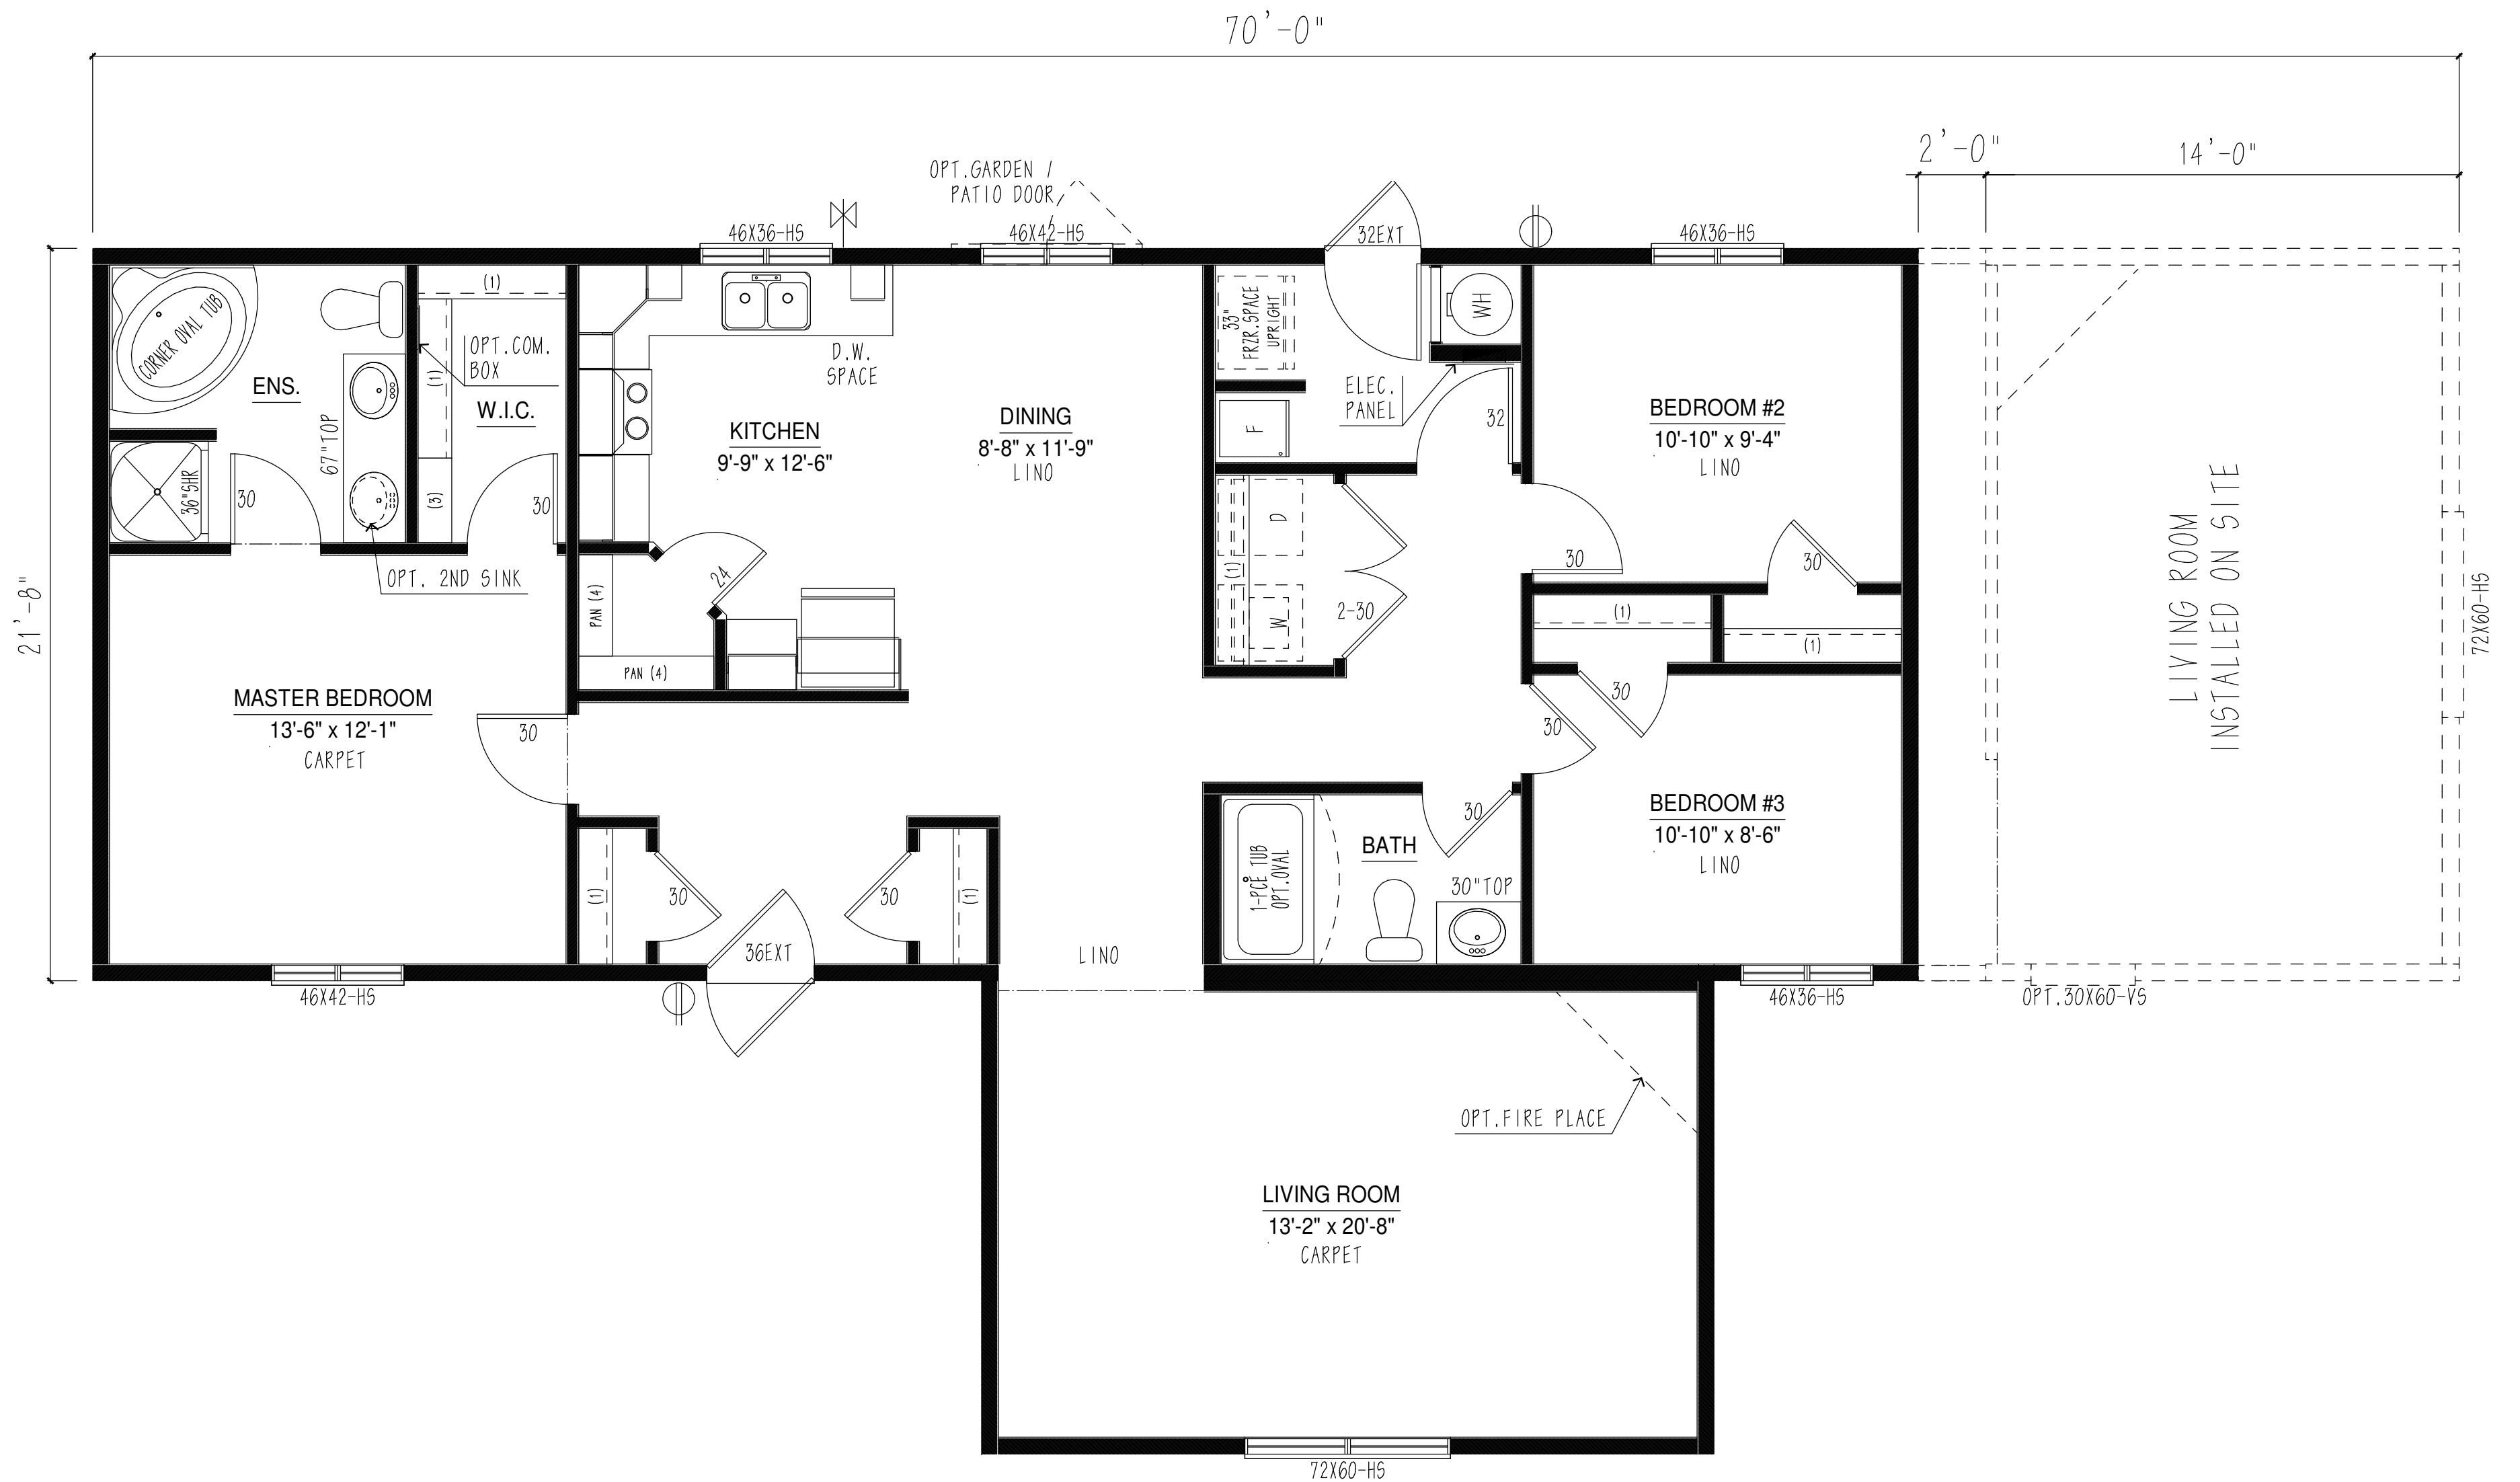 70'-0"
2'-0"
14'-0"
OPT.GARDEN /
PATIO DOOR
46X36-HS
46X42-HS
32EXT
46X36-HS
21'-8"
CORNER OVAL TUB
ENS.
36"SHR
30
67"TOP
OPT. 2ND SINK
(1)
(1)
(3)
OPT.COM.
BOX
W.I.C.
30
D.W.
SPACE
KITCHEN
9'-9" x 12'-6"
DINING
8'-8" x 11'-9"
LINO
24
PAN (4)
PAN (4)
33"
FRZR.SPACE
UPRIGHT
WH
ELEC.
PANEL
F
32
D
(1)
W
2-30
BEDROOM #2
10'-10" x 9'-4"
LINO
30
30
(1)
(1)
30
30
BEDROOM #3
10'-10" x 8'-6"
LINO
MASTER BEDROOM
13'-6" x 12'-1"
CARPET
30
(1)
30
30
(1)
36EXT
46X42-HS
LINO
1-PCE TUB
OPT.OVAL
BATH
30
30"TOP
46X36-HS
OPT.FIRE PLACE
LIVING ROOM
13'-2" x 20'-8"
CARPET
72X60-HS
LIVING ROOM
INSTALLED ON SITE
72X60-HS
OPT.30X60-VS